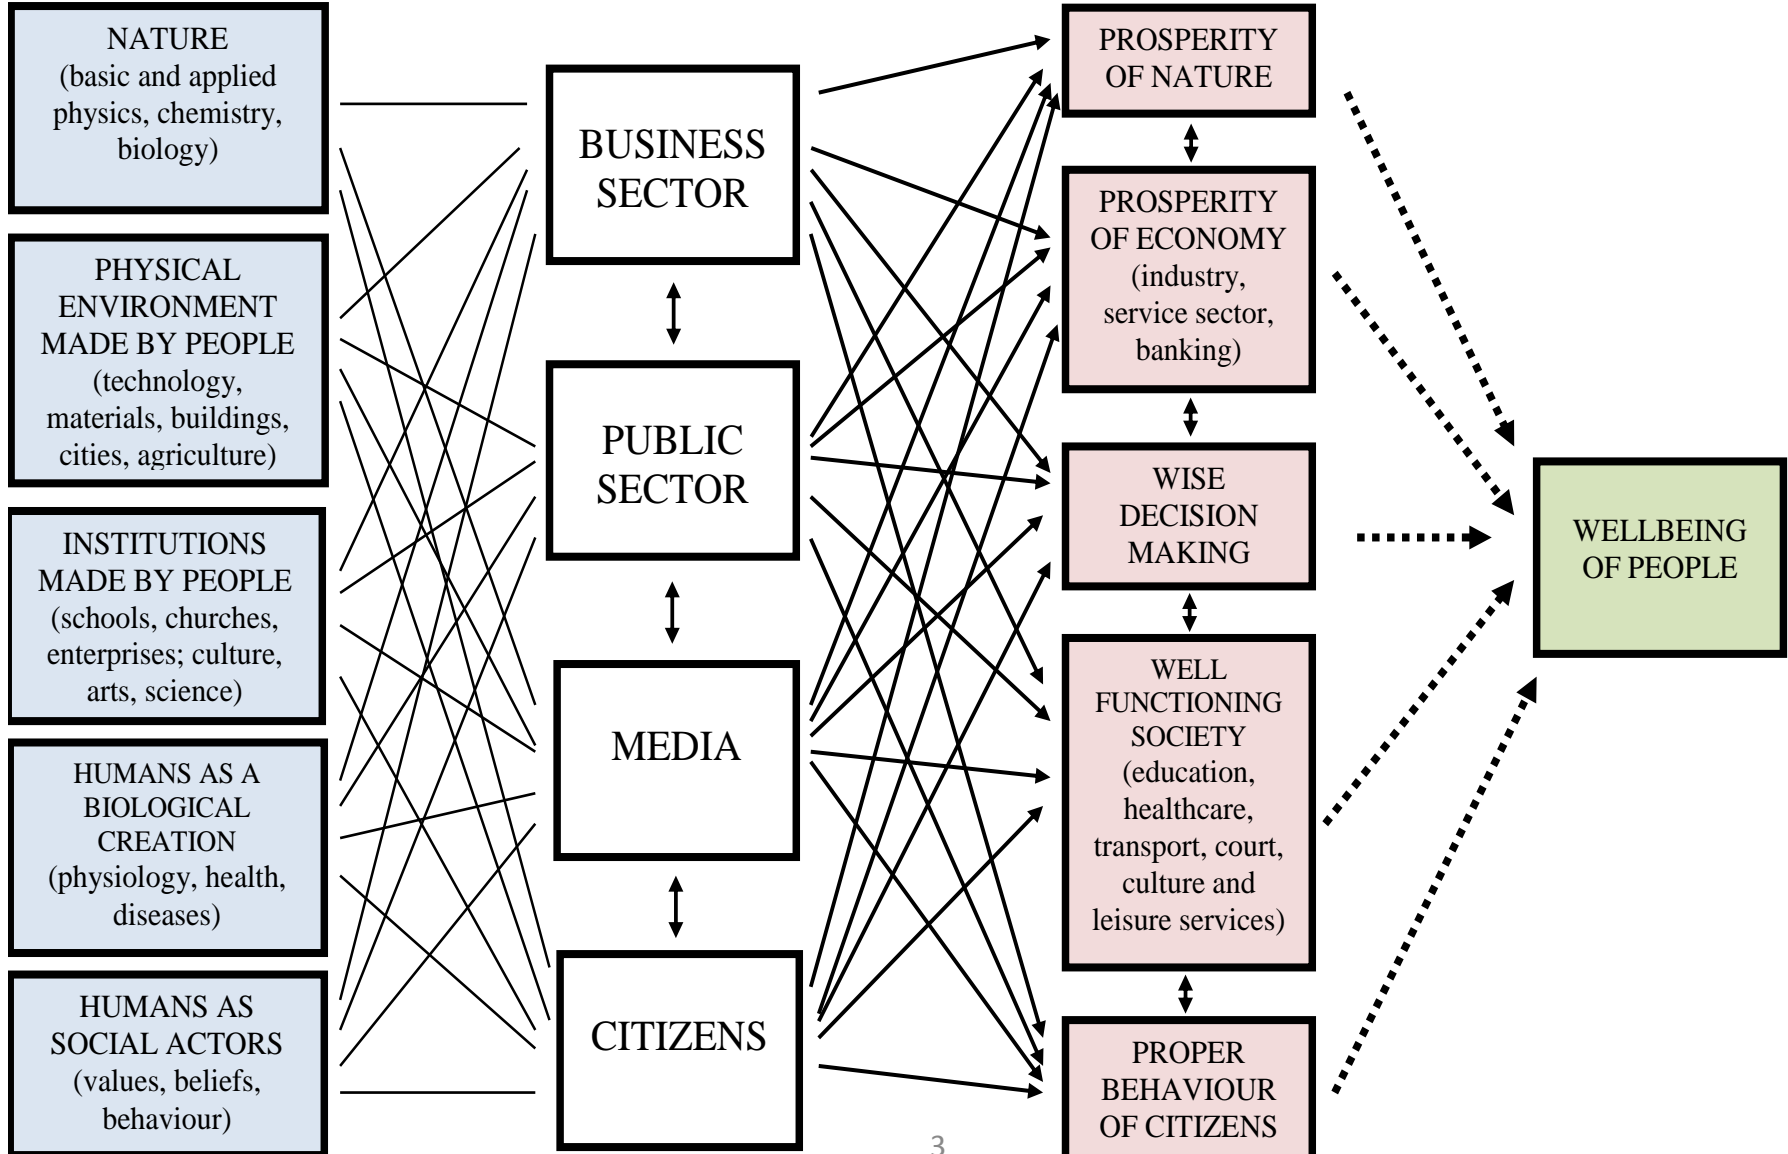 NATURE
(basic and applied
physics, chemistry,
biology)
PHYSICAL
ENVIRONMENT
MADE BY PEOPLE
(technology,
materials, buildings,
cities, agriculture)
INSTITUTIONS
MADE BY PEOPLE
(schools, churches,
enterprises; culture,
arts, science)
HUMANS AS A
BIOLOGICAL
CREATION
(physiology, health,
diseases)
HUMANS AS
SOCIAL ACTORS
(values, beliefs,
behaviour)
BUSINESS
SECTOR
PUBLIC
SECTOR
MEDIA
CITIZENS
PROSPERITY
OF NATURE
PROSPERITY
OF ECONOMY
(industry,
service sector,
banking)
WISE
DECISION
MAKING
WELL
FUNCTIONING
SOCIETY
(education,
healthcare,
transport, court,
culture and
leisure services)
PROPER
BEHAVIOUR
OF CITIZENS
WELLBEING
OF PEOPLE
3